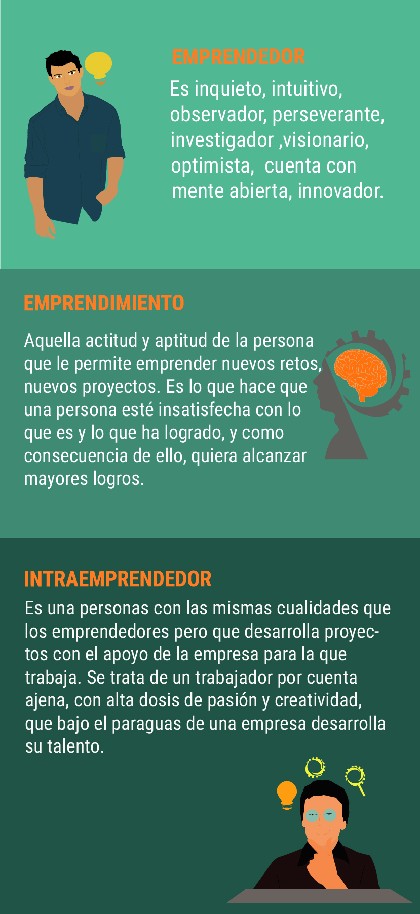 EMPRENDEDOR
Es inquieto, intuitivo,
observador, perseverante,
investigador ,visionario,
optimista, cuenta con
mente abierta, innovador.
EMPRENDIMIENTO
Aquella actitud y aptitud de la persona
que le permite emprender nuevos retos,
nuevos proyectos. Es lo que hace que
una persona esté insatisfecha con lo
que es y lo que ha logrado, y como
consecuencia de ello, quiera alcanzar
mayores logros.
INTRAEMPRENDEDOR
Es una personas con las mismas cualidades que
los emprendedores pero que desarrolla proyec-
tos con el apoyo de la empresa para la que
trabaja. Se trata de un trabajador por cuenta
ajena, con alta dosis de pasión y creatividad,
que bajo el paraguas de una empresa desarrolla
su talento.